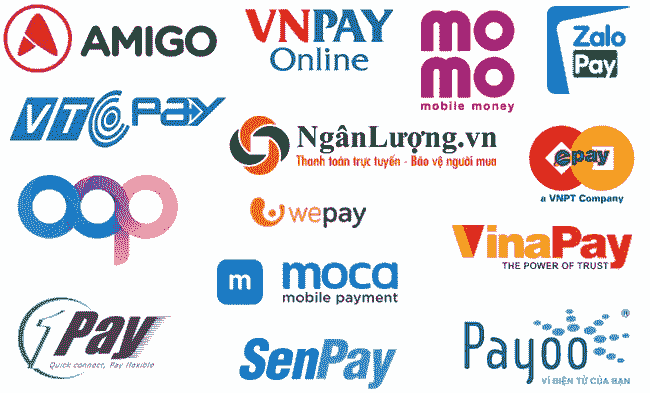 AMIGO
VNPAY
Online
mo
mo
mobile money
Zalo
Pay
VTC Pay
NgânLượng.vn
Thanh toán trực tuyến - Bảo vệ người mua
epay
a VNPT Company
oap
wepay
VinaPay
THE POWER OF TRUST
m
moca
mobile payment
1Pay
Quick connect, Pay flexible
SenPay
Payoo®
VÍ ĐIỆN TỬ CỦA BẠN